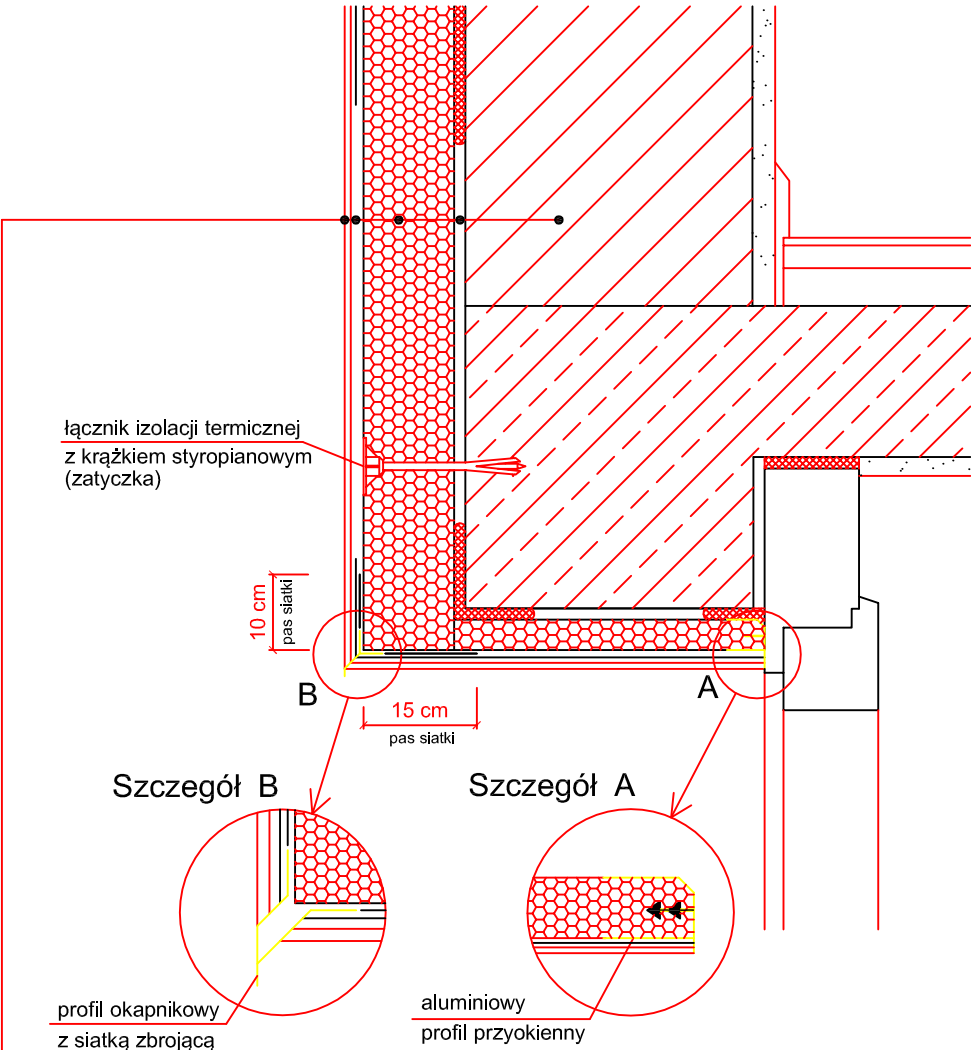 łącznik izolacji termicznej
z krążkiem styropianowym
(zatyczka)
10 cm
pas siatki
B
A
15 cm
pas siatki
Szczegół B
Szczegół A
profil okapnikowy
z siatką zbrojącą
aluminiowy
profil przyokienny